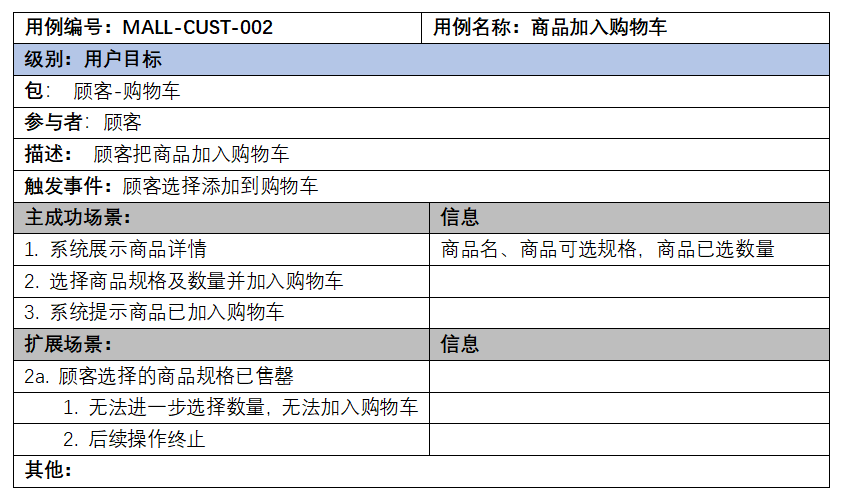 用例编号：MALL-CUST-002 用例名称：商品加入购物车
级别：用户目标
包： 顾客-购物车
参与者：顾客
描述： 顾客把商品加入购物车
触发事件：顾客选择添加到购物车
主成功场景： 信息
1. 系统展示商品详情 商品名、商品可选规格，商品已选数量
2. 选择商品规格及数量并加入购物车
3. 系统提示商品已加入购物车
扩展场景： 信息
2a. 顾客选择的商品规格已售罄
1. 无法进一步选择数量，无法加入购物车
2. 后续操作终止
其他：